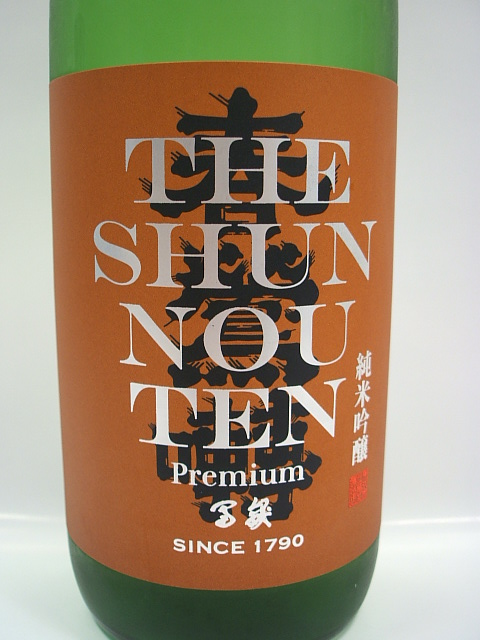 THE
SHUN
NOU
TEN
Premium
SINCE 1790
純米吟醸